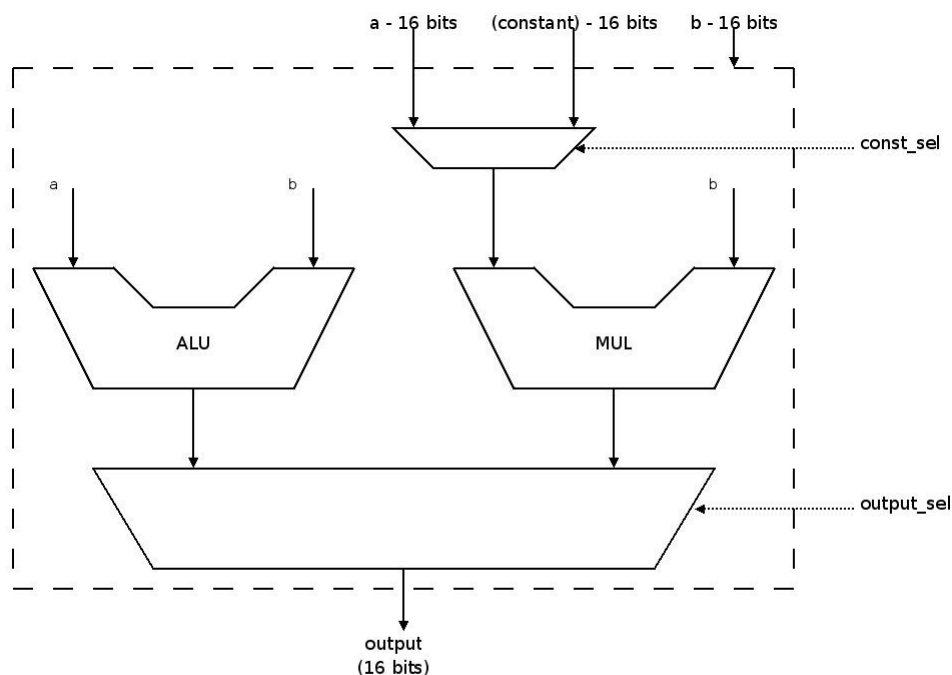 a - 16 bits
(constant) - 16 bits
b - 16 bits
const_sel
a
b
b
ALU
MUL
output_sel
output
(16 bits)